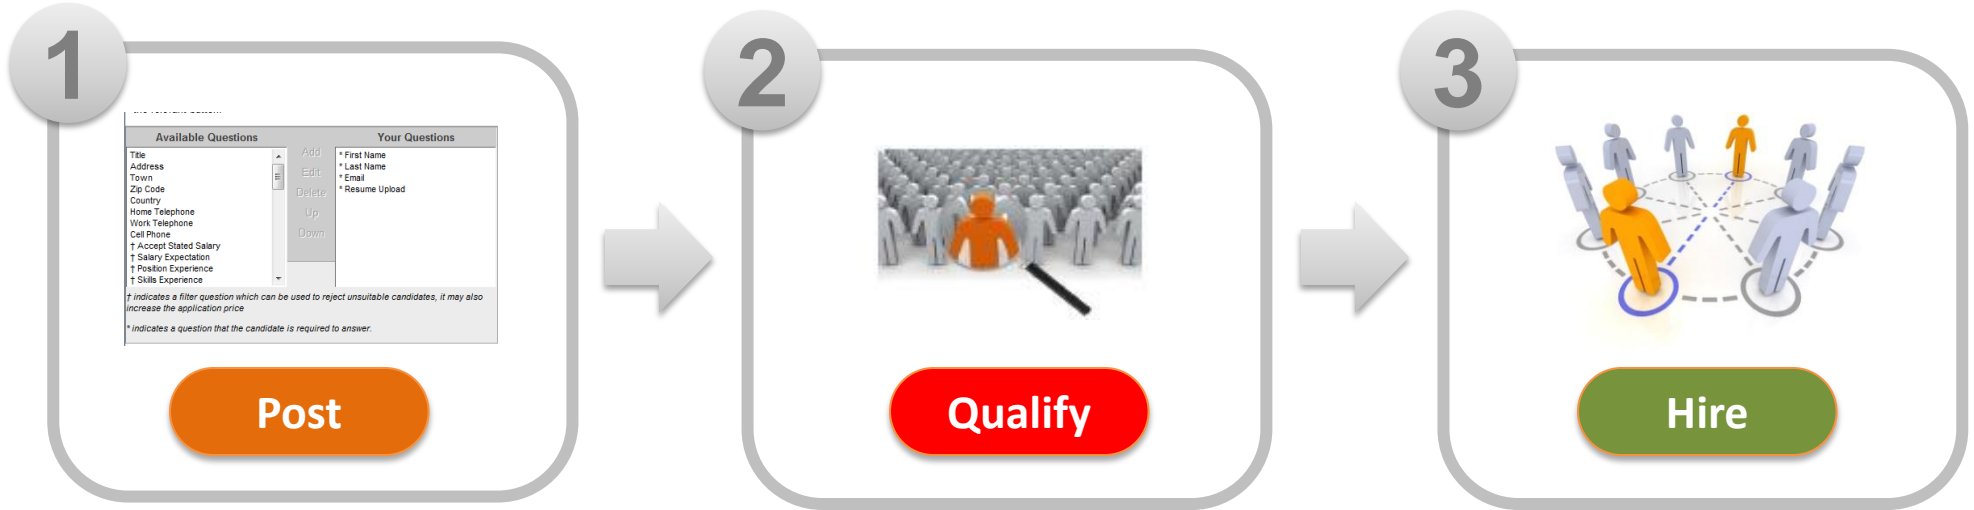 1
the relevant button.
Available Questions
Title
Address
Town
Zip Code
Country
Home Telephone
Work Telephone
Cell Phone
† Accept Stated Salary
† Salary Expectation
† Position Experience
† Skills Experience
Add
Edit
Delete
Up
Down
Your Questions
* First Name
* Last Name
* Email
* Resume Upload
† indicates a filter question which can be used to reject unsuitable candidates, it may also
increase the application price
* indicates a question that the candidate is required to answer.
Post
2
Qualify
3
Hire